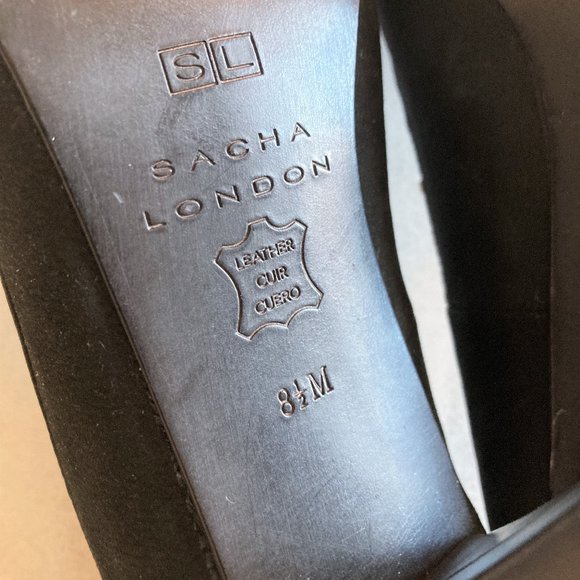 SL
SACHA
LONDON
LEATHER
CUIR
CUERO
8½M